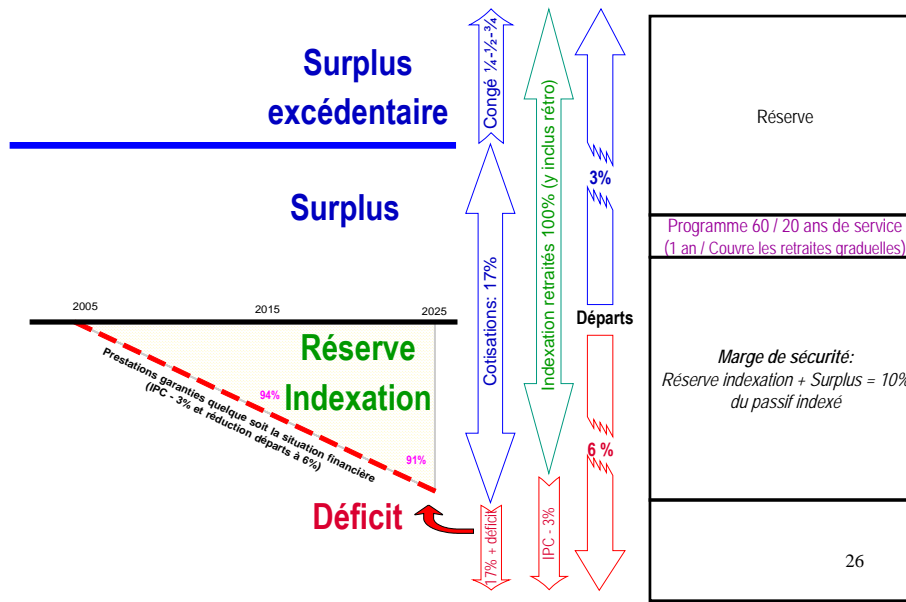 Surplus
excédentaire
Surplus
2005
2015
2025
Réserve
Indexation
94%
91%
Prestations garanties quelque soit la situation financière
(IPC - 3% et réduction départs à 6%)
Déficit
Congé ¼-½-¾
Cotisations: 17%
17% + déficit
Indexation retraités 100% (y inclus rétro)
IPC - 3%
3%
Départs
6 %
Réserve
Programme 60 / 20 ans de service
(1 an / Couvre les retraites graduelles)
Marge de sécurité:
Réserve indexation + Surplus = 10%
du passif indexé
26